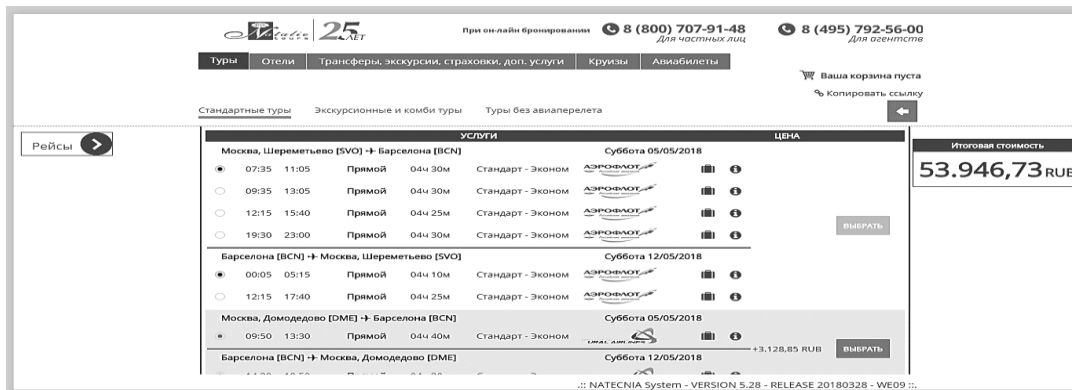 Natalie Tours 25 ЛЕТ
При он-лайн бронировании 8 (800) 707-91-48 8 (495) 792-56-00
Для частных лиц Для агентств
Туры Отели Трансферы, экскурсии, страховки, доп. услуги Круизы Авиабилеты
Ваша корзина пуста
Копировать ссылку
Стандартные туры Экскурсионные и комби туры Туры без авиаперелета
Рейсы
УСЛУГИ ЦЕНА
Итоговая стоимость
53.946,73 RUB
Москва, Шереметьево [SVO] Барселона [BCN] Суббота 05/05/2018
07:35 11:05 Прямой 04ч 30м Стандарт - Эконом АЭРОФЛОТ
09:35 13:05 Прямой 04ч 30м Стандарт - Эконом АЭРОФЛОТ
12:15 15:40 Прямой 04ч 25м Стандарт - Эконом АЭРОФЛОТ
ВЫБРАТЬ
19:30 23:00 Прямой 04ч 30м Стандарт - Эконом АЭРОФЛОТ
Барселона [BCN] Москва, Шереметьево [SVO] Суббота 12/05/2018
00:05 05:15 Прямой 04ч 10м Стандарт - Эконом АЭРОФЛОТ
12:15 17:40 Прямой 04ч 25м Стандарт - Эконом АЭРОФЛОТ
Москва, Домодедово [DME] Барселона [BCN] Суббота 05/05/2018
09:50 13:30 Прямой 04ч 40м Стандарт - Эконом URAL AIRLINES
+3.128,85 RUB ВЫБРАТЬ
Барселона [BCN] Москва, Домодедово [DME] Суббота 12/05/2018
.:: NATECNIA System - VERSION 5.28 - RELEASE 20180328 - WE09 ::.